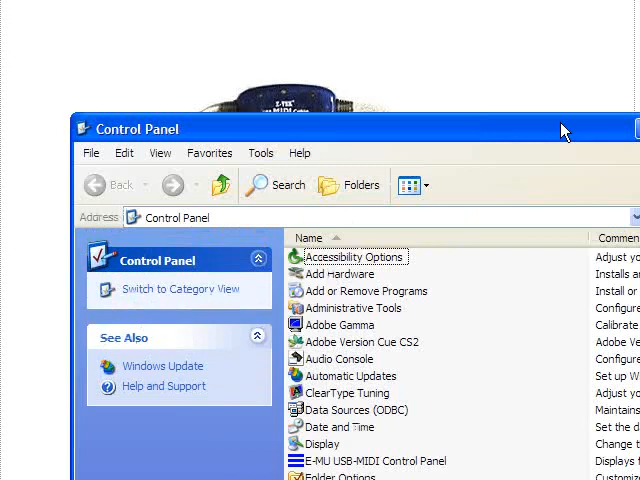 Control Panel
File Edit View Favorites Tools Help
Back Search Folders
Address Control Panel
Name Commen
Control Panel
Switch to Category View
See Also
Windows Update
Help and Support
Accessibility Options Adjust yo
Add Hardware Installs a
Add or Remove Programs Install or
Administrative Tools Configure
Adobe Gamma Calibrate
Adobe Version Cue CS2 Configure
Audio Console Configure
Automatic Updates Set up W
ClearType Tuning Adjust yo
Data Sources (ODBC) Maintains
Date and Time Set the d
Display Change t
E-MU USB-MIDI Control Panel Displays f
Folder Options Customize